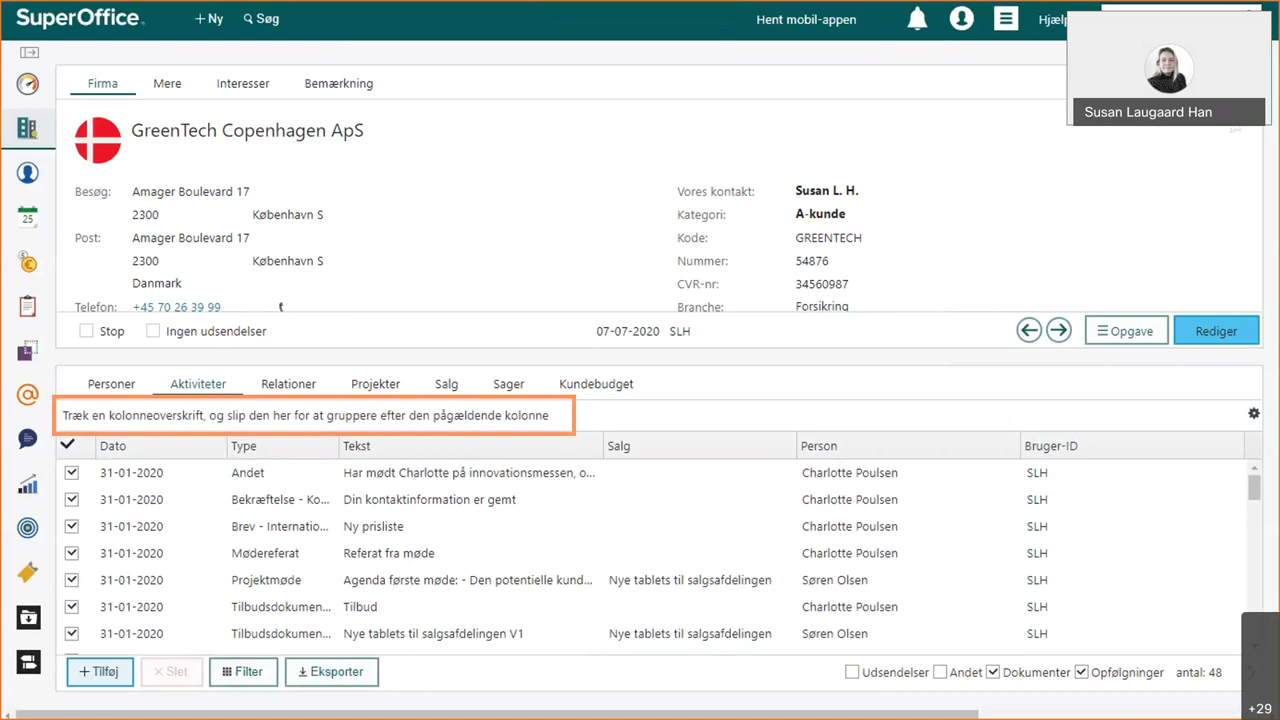 SuperOffice.
+ Ny
Søg
Hent mobil-appen
Hjælp
Susan Laugaard Han
Firma Mere Interesser Bemærkning
GreenTech Copenhagen ApS
Besøg: Amager Boulevard 17
2300 København S
Post: Amager Boulevard 17
2300 København S
Danmark
Telefon: +45 70 26 39 99
Vores kontakt: Susan L. H.
Kategori: A-kunde
Kode: GREENTECH
Nummer: 54876
CVR-nr: 34560987
Branche: Forsikring
Stop Ingen udsendelser 07-07-2020 SLH
Opgave Rediger
25
Personer Aktiviteter Relationer Projekter Salg Sager Kundebudget
Træk en kolonneoverskrift, og slip den her for at gruppere efter den pågældende kolonne
Dato Type Tekst Salg Person Bruger-ID
31-01-2020 Andet Har mødt Charlotte på innovationsmessen, o... Charlotte Poulsen SLH
31-01-2020 Bekræftelse - Ko... Din kontaktinformation er gemt Charlotte Poulsen SLH
31-01-2020 Brev - Internatio... Ny prisliste Charlotte Poulsen SLH
31-01-2020 Mødereferat Referat fra møde Charlotte Poulsen SLH
31-01-2020 Projektmøde Agenda første møde: - Den potentielle kund... Nye tablets til salgsafdelingen Søren Olsen SLH
31-01-2020 Tilbudsdokumen... Tilbud Charlotte Poulsen SLH
31-01-2020 Tilbudsdokumen... Nye tablets til salgsafdelingen V1 Nye tablets til salgsafdelingen Søren Olsen SLH
+ Tilføj × Slet Filter Eksporter Udsendelser Andet Dokumenter Opfølgninger antal: 48
+29